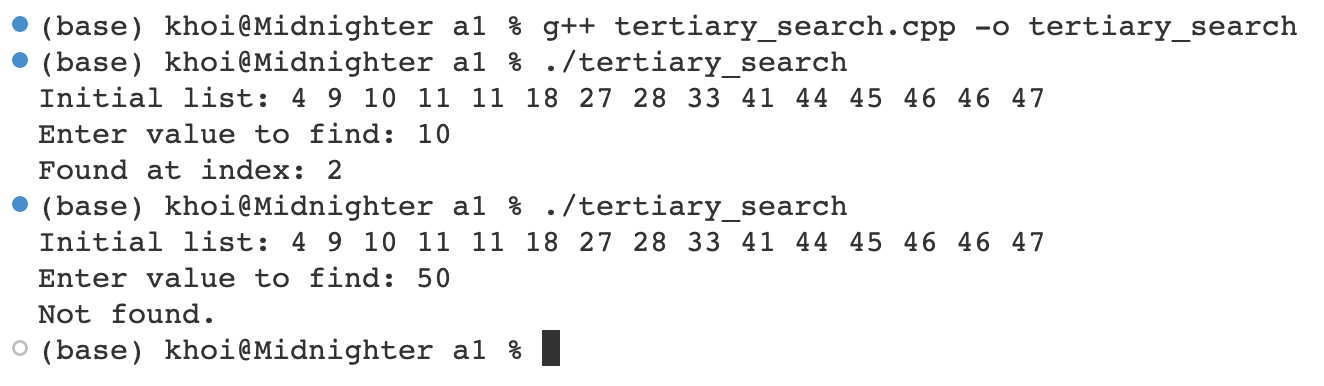 (base) khoi@Midnighter a1 % g++ tertiary_search.cpp -o tertiary_search
(base) khoi@Midnighter a1 % ./tertiary_search
Initial list: 4 9 10 11 11 18 27 28 33 41 44 45 46 46 47
Enter value to find: 10
Found at index: 2
(base) khoi@Midnighter a1 % ./tertiary_search
Initial list: 4 9 10 11 11 18 27 28 33 41 44 45 46 46 47
Enter value to find: 50
Not found.
(base) khoi@Midnighter a1 %